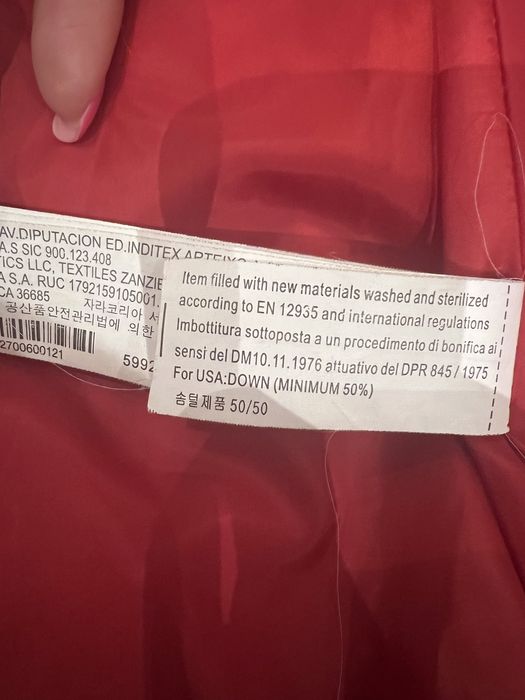 AV.DIPUTACION ED.INDITEX ARTEIXO
A.S SIC 900.123.408
TICS LLC, TEXTILES ZANZIE
A S.A. RUC 1792159105001.
CA 36685 자라코리아 서
공산품안전관리법에 의한
2700600121
5992
Item filled with new materials washed and sterilized
according to EN 12935 and international regulations
Imbottitura sottoposta a un procedimento di bonifica ai
sensi del DM10.11.1976 attuativo del DPR 845 / 1975
For USA:DOWN (MINIMUM 50%)
솜털제품 50/50